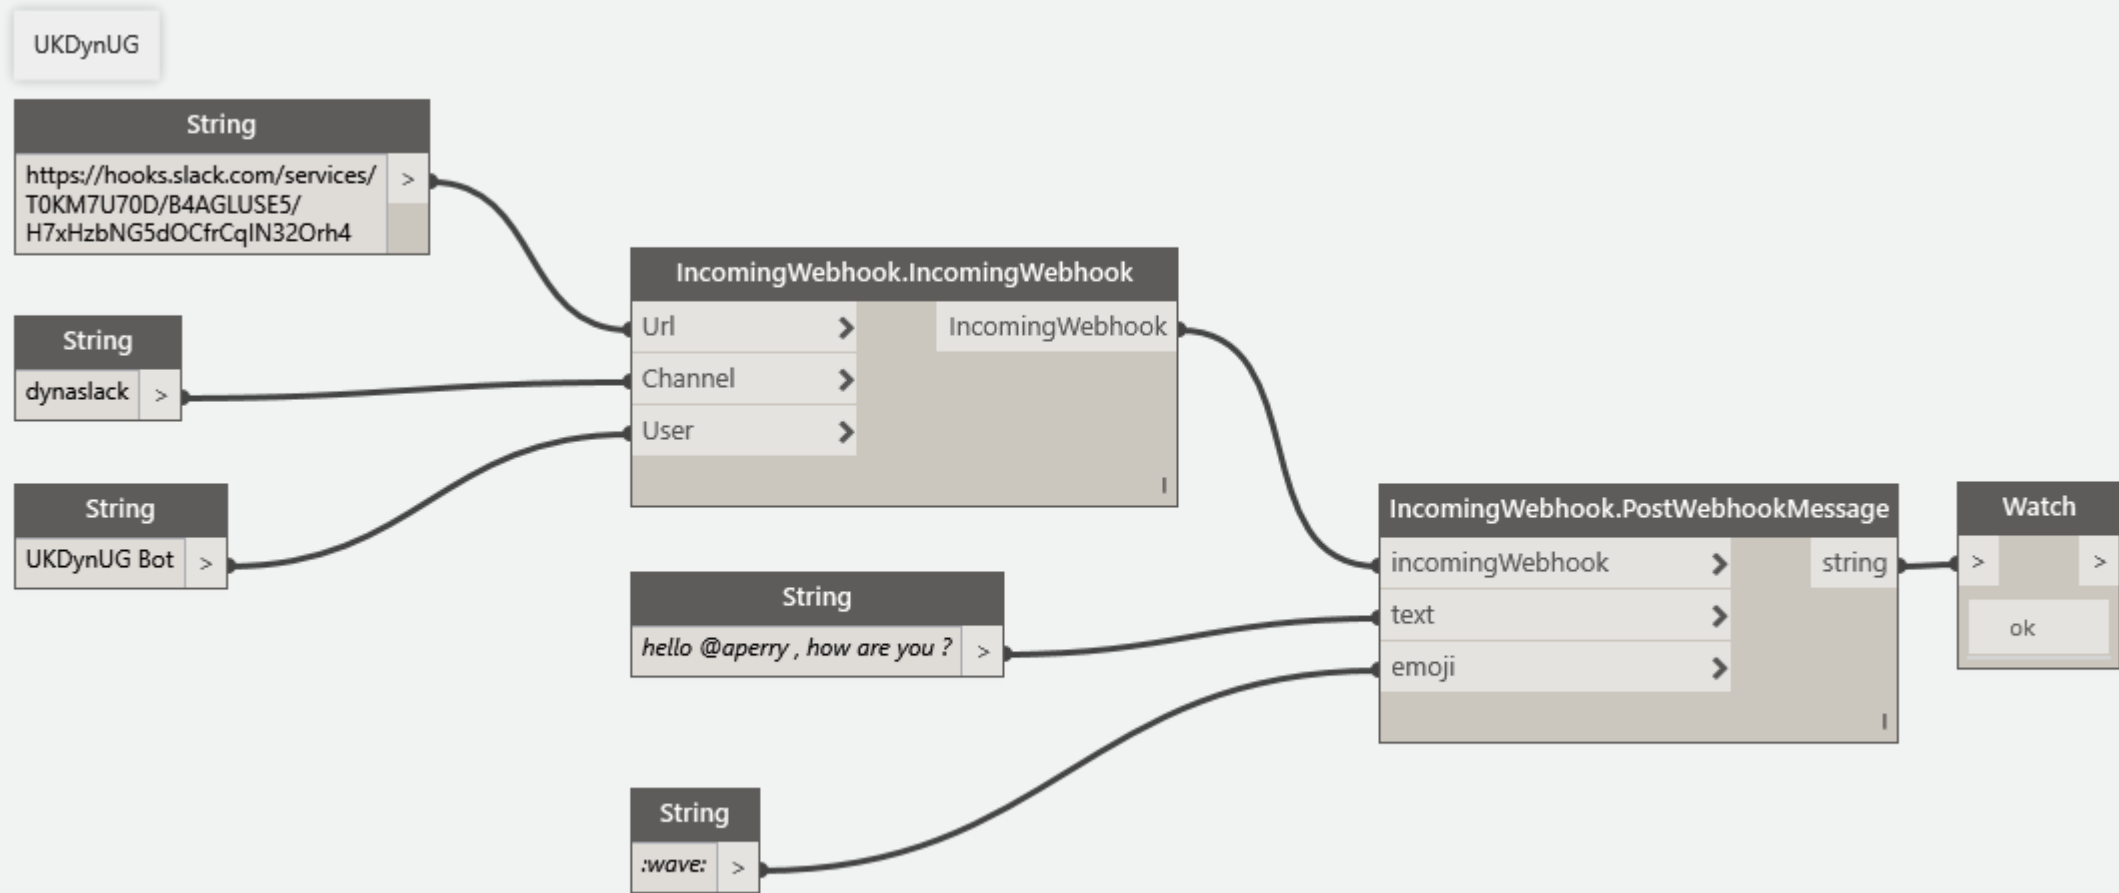 UKDynUG
String
https://hooks.slack.com/services/
T0KM7U70D/B4AGLUSE5/
H7xHzbNG5dOCfrCqIN32Orh4
>
String
dynaslack
>
String
UKDynUG Bot
>
IncomingWebhook.IncomingWebhook
Url
IncomingWebhook
Channel
User
l
String
hello @aperry , how are you ?
>
String
:wave:
>
IncomingWebhook.PostWebhookMessage
incomingWebhook
string
text
emoji
l
Watch
>
>
ok